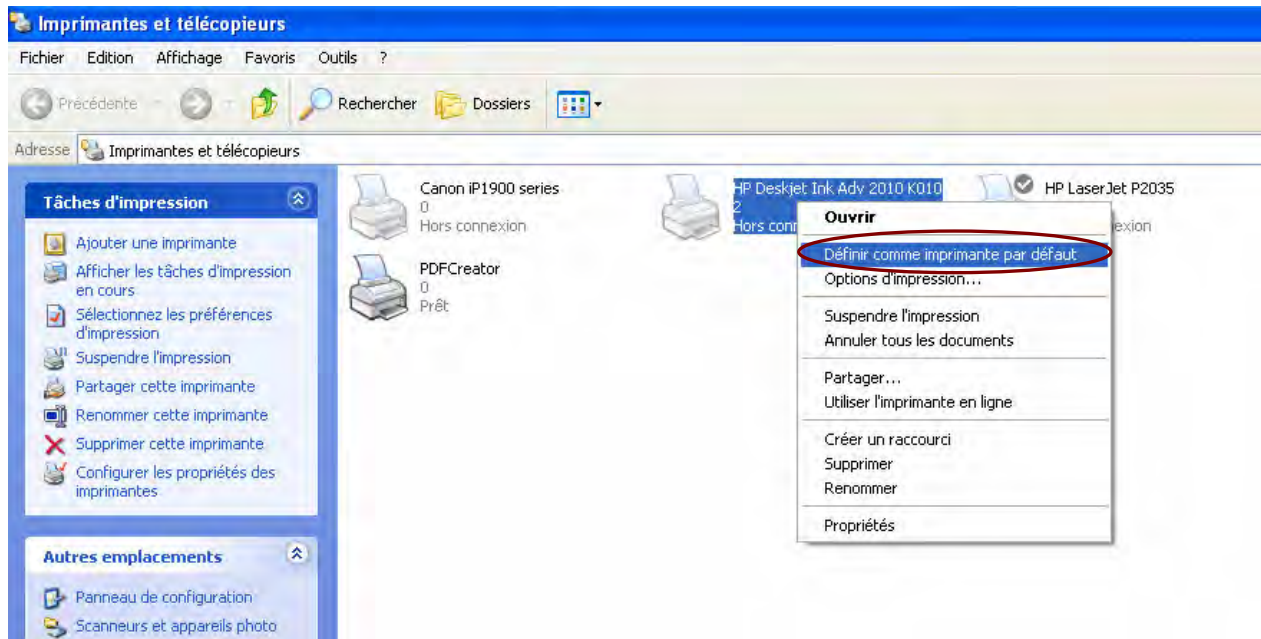 Imprimantes et télécopieurs
Fichier Edition Affichage Favoris Outils ?
Précédente Rechercher Dossiers
Adresse Imprimantes et télécopieurs
Tâches d'impression
Ajouter une imprimante
Afficher les tâches d'impression
en cours
Sélectionnez les préférences
d'impression
Suspendre l'impression
Partager cette imprimante
Renommer cette imprimante
Supprimer cette imprimante
Configurer les propriétés des
imprimantes
Autres emplacements
Panneau de configuration
Scanneurs et appareils photo
Canon iP1900 series
0
Hors connexion
HP Deskjet Ink Adv 2010 K010
2
Hors
HP LaserJet P2035
PDFCreator
0
Prêt
Ouvrir
Définir comme imprimante par défaut
Options d'impression...
Suspendre l'impression
Annuler tous les documents
Partager...
Utiliser l'imprimante en ligne
Créer un raccourci
Supprimer
Renommer
Propriétés